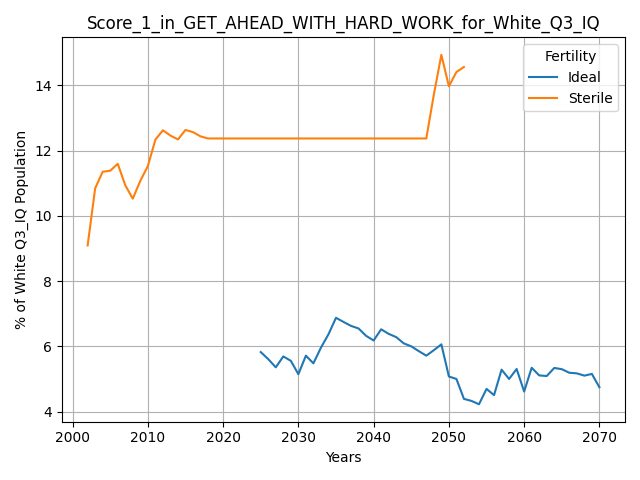 Score_1_in_GET_AHEAD_WITH_HARD_WORK_for_White_Q3_IQ
Fertility
Ideal
Sterile
% of White Q3_IQ Population
14
12
10
8
6
4
2000
2010
2020
2030
2040
2050
2060
2070
Years